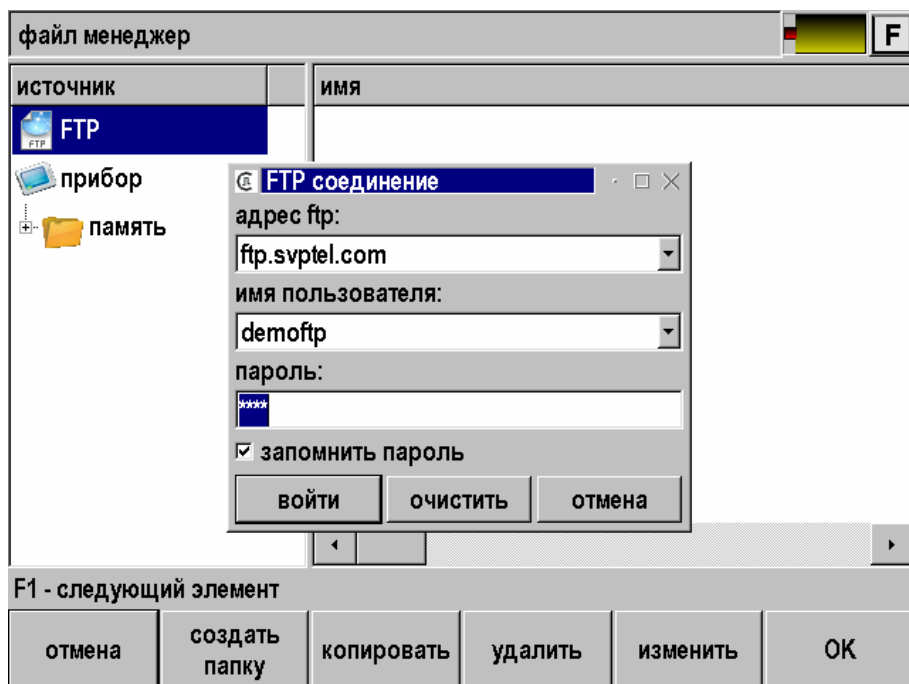 файл менеджер
F
источник
имя
FTP
FTP
прибор
память
FTP соединение
адрес ftp:
ftp.svptel.com
имя пользователя:
demoftp
пароль:
****
запомнить пароль
войти
очистить
отмена
F1 - следующий элемент
отмена
создать
папку
копировать
удалить
изменить
OK